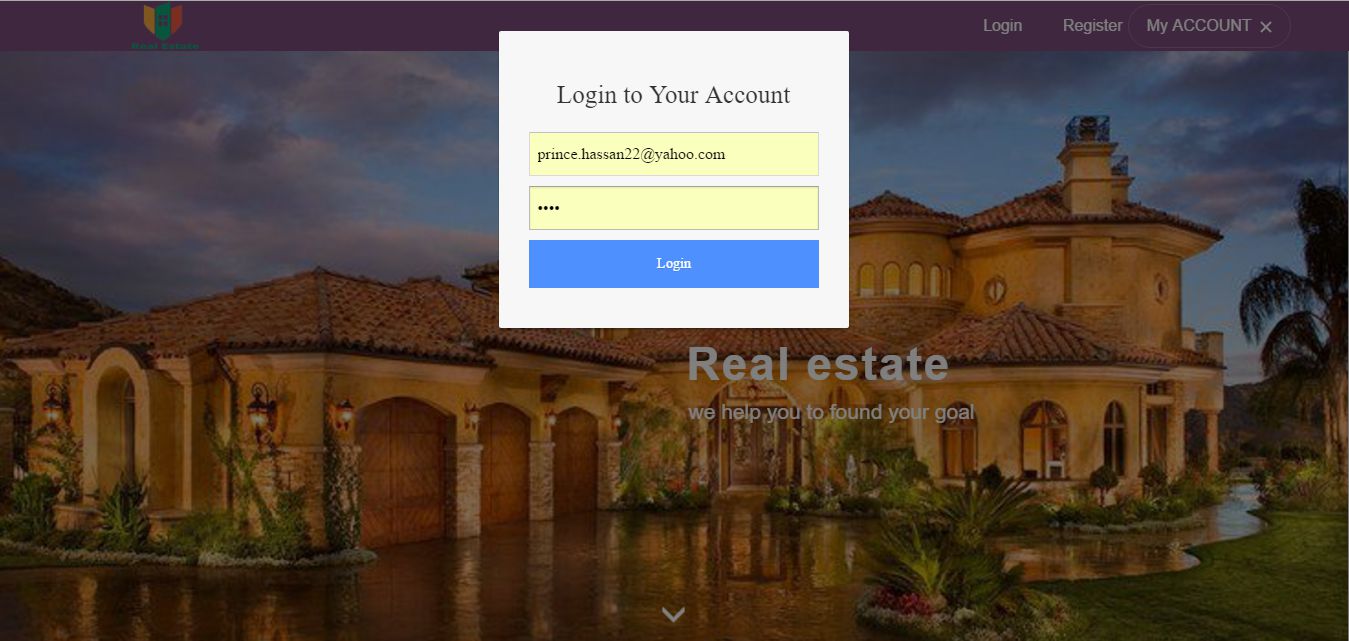 Real Estate
Login Register My ACCOUNT ✕
Login to Your Account
prince.hassan22@yahoo.com
••••
Login
Real estate
we help you to found your goal